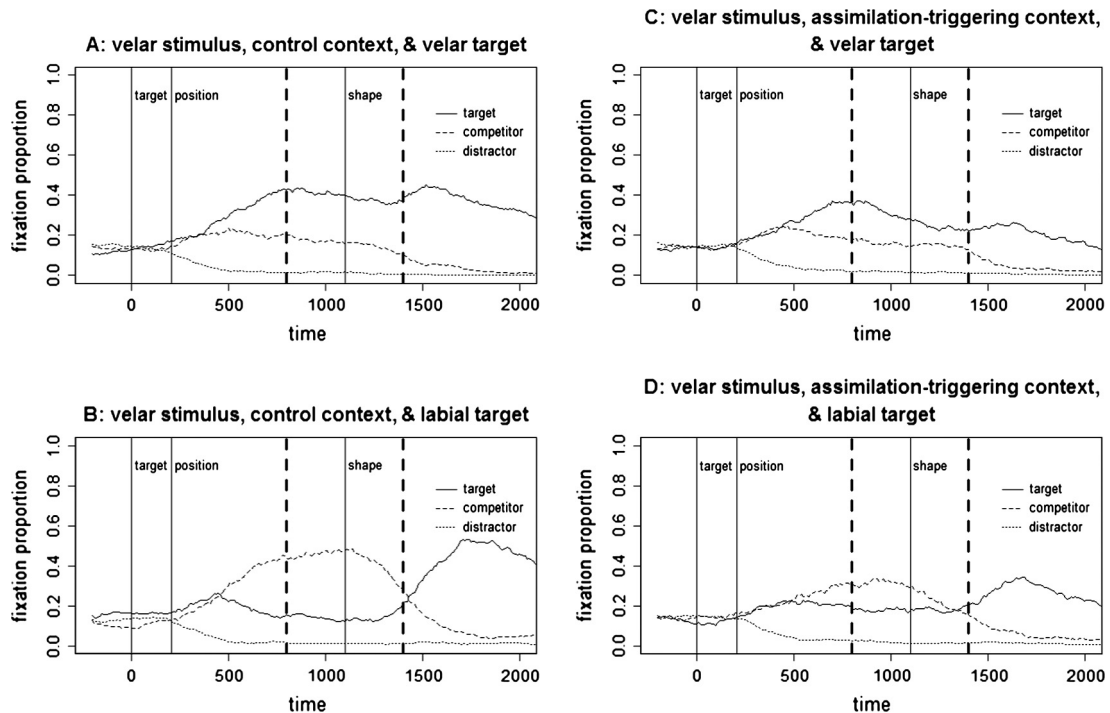 A: velar stimulus, control context, & velar target
fixation proportion
0.0 0.2 0.4 0.6 0.8 1.0
target position shape
target
competitor
distractor
0 500 1000 1500 2000
time
C: velar stimulus, assimilation-triggering context,
& velar target
fixation proportion
0.0 0.2 0.4 0.6 0.8 1.0
target position shape
target
competitor
distractor
0 500 1000 1500 2000
time
B: velar stimulus, control context, & labial target
fixation proportion
0.0 0.2 0.4 0.6 0.8 1.0
target position shape
target
competitor
distractor
0 500 1000 1500 2000
time
D: velar stimulus, assimilation-triggering context,
& labial target
fixation proportion
0.0 0.2 0.4 0.6 0.8 1.0
target position shape
target
competitor
distractor
0 500 1000 1500 2000
time